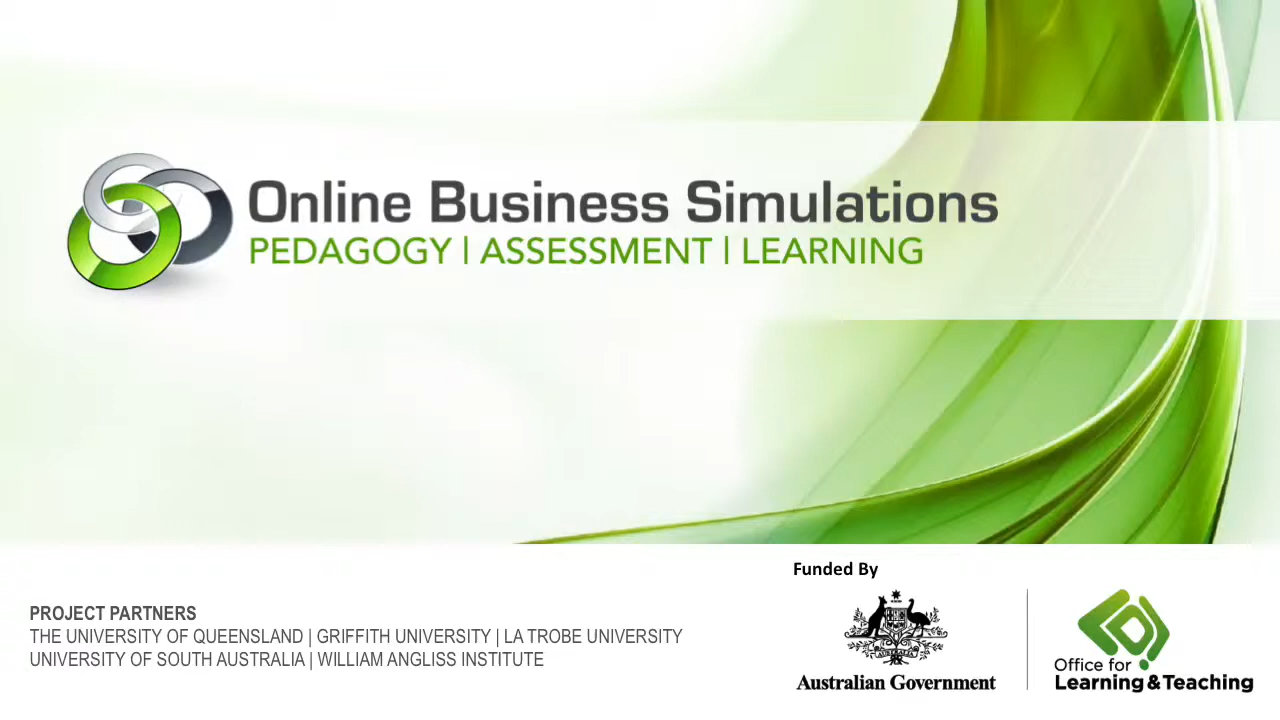 Online Business Simulations
PEDAGOGY | ASSESSMENT | LEARNING
Funded By
PROJECT PARTNERS
THE UNIVERSITY OF QUEENSLAND | GRIFFITH UNIVERSITY | LA TROBE UNIVERSITY
UNIVERSITY OF SOUTH AUSTRALIA | WILLIAM ANGLISS INSTITUTE
AUSTRALIA
Australian Government
Office for
Learning & Teaching